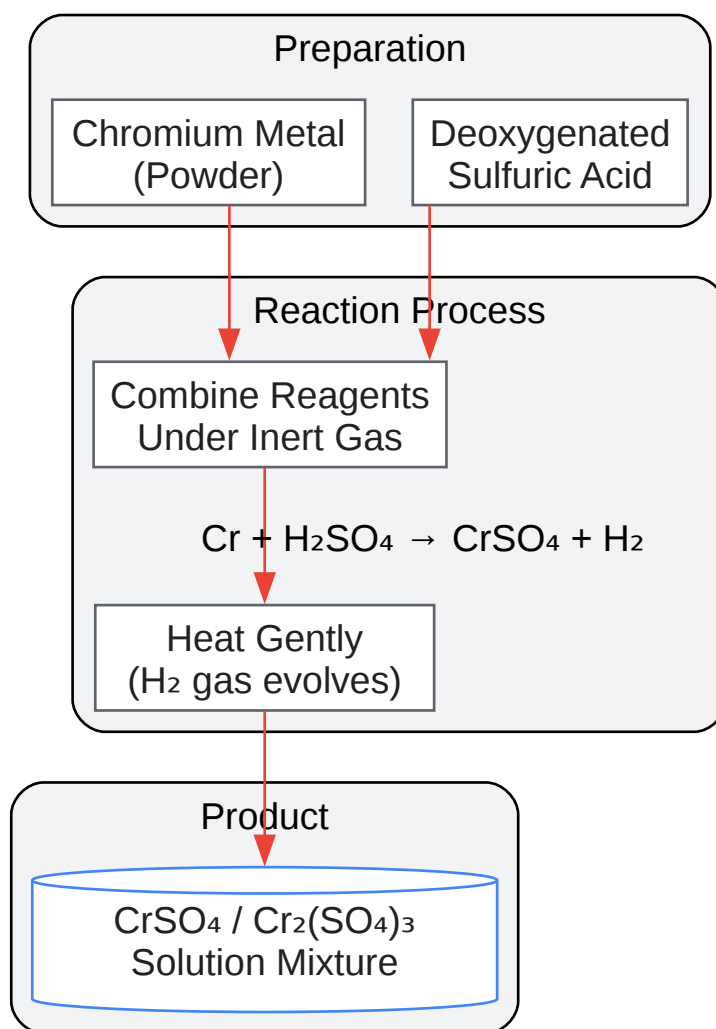 Preparation
Chromium Metal
(Powder)
Deoxygenated
Sulfuric Acid
Reaction Process
Combine Reagents
Under Inert Gas
Cr + H₂SO₄ → CrSO₄ + H₂
Heat Gently
(H₂ gas evolves)
Product
CrSO₄ / Cr₂(SO₄)₃
Solution Mixture